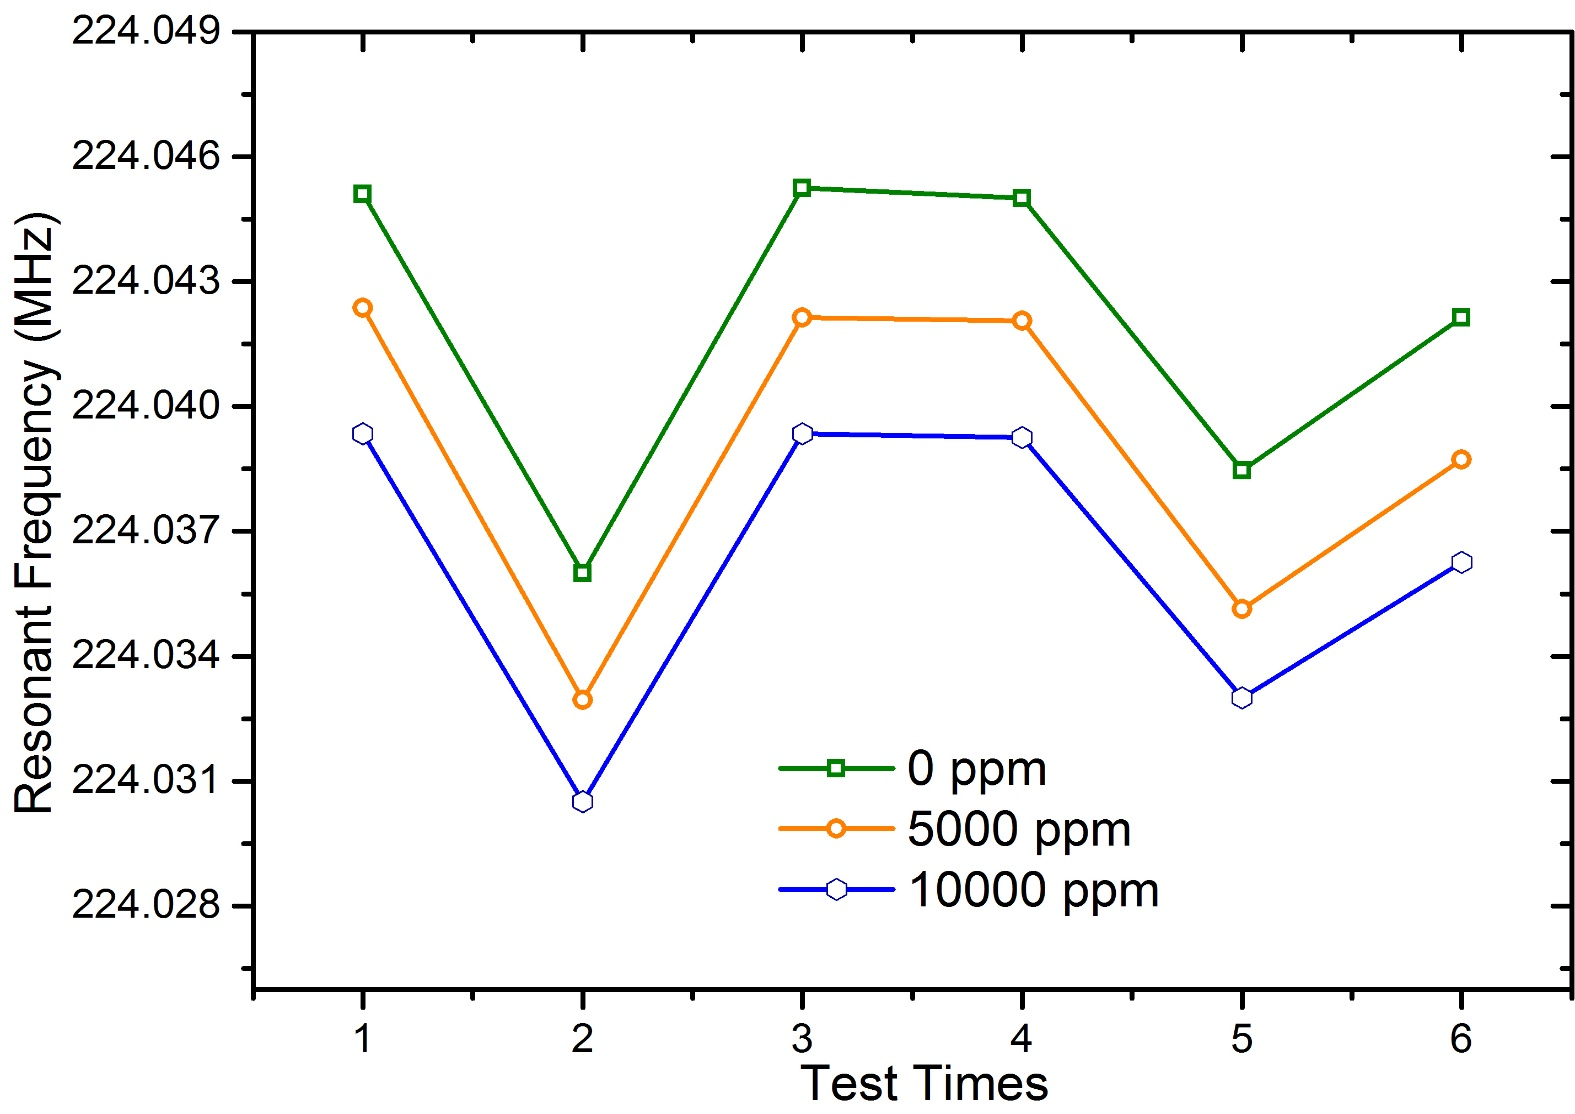 224.049
224.046
224.043
224.040
224.037
224.034
224.031
224.028
Resonant Frequency (MHz)
0 ppm
5000 ppm
10000 ppm
1 2 3 4 5 6
Test Times